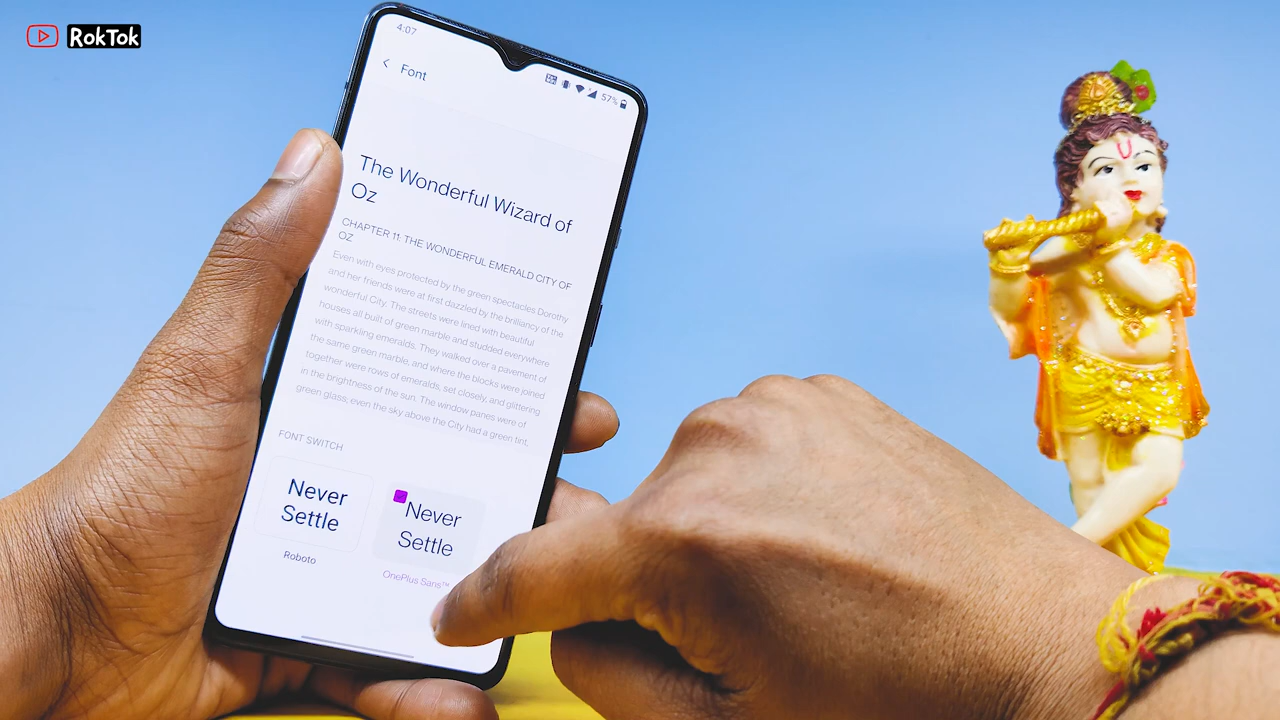 RokTok
4:07
57%
Font
The Wonderful Wizard of
Oz
CHAPTER 11: THE WONDERFUL EMERALD CITY OF
OZ
Even with eyes protected by the green spectacles Dorothy
and her friends were at first dazzled by the brilliancy of the
wonderful City. The streets were lined with beautiful
houses all built of green marble and studded everywhere
with sparkling emeralds. They walked over a pavement of
the same green marble, and where the blocks were joined
together were rows of emeralds, set closely, and glittering
in the brightness of the sun. The window panes were of
green glass; even the sky above the City had a green tint,
FONT SWITCH
Never
Settle
Roboto
Never
Settle
OnePlus Sans™